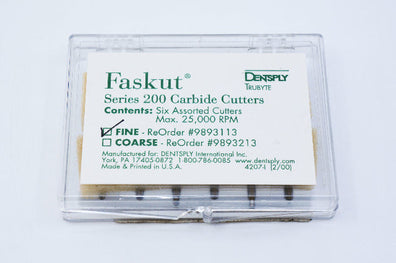 Faskut®
DENTSPLY
TRUBYTE
Series 200 Carbide Cutters
Contents: Six Assorted Cutters
Max. 25,000 RPM
FINE - ReOrder #9893113
COARSE - ReOrder #9893213
Manufactured for: DENTSPLY International Inc.
York, PA 17405-0872 1-800-786-0085 www.dentsply.com
Made & Printed in U.S.A. 4207-I (2/00)